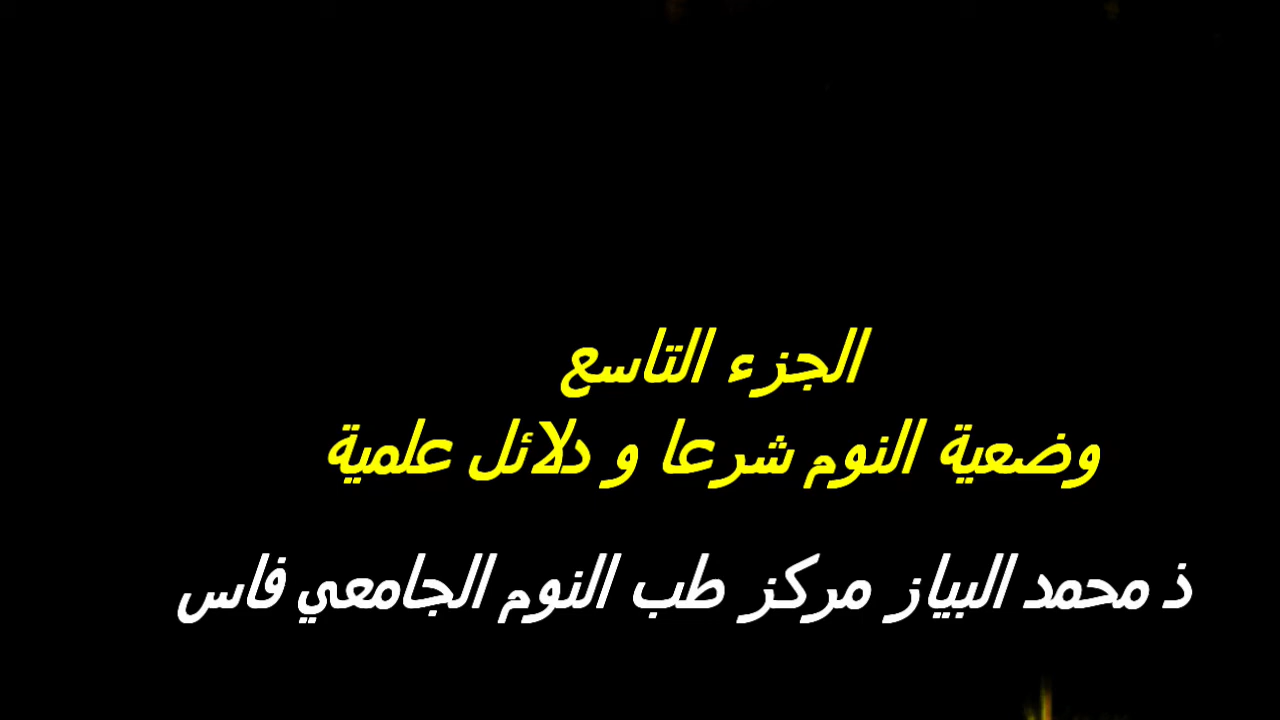 الجزء التاسع
وضعية النوم شرعا و دلائل علمية
ذ محمد البياز مركز طب النوم الجامعي فاس